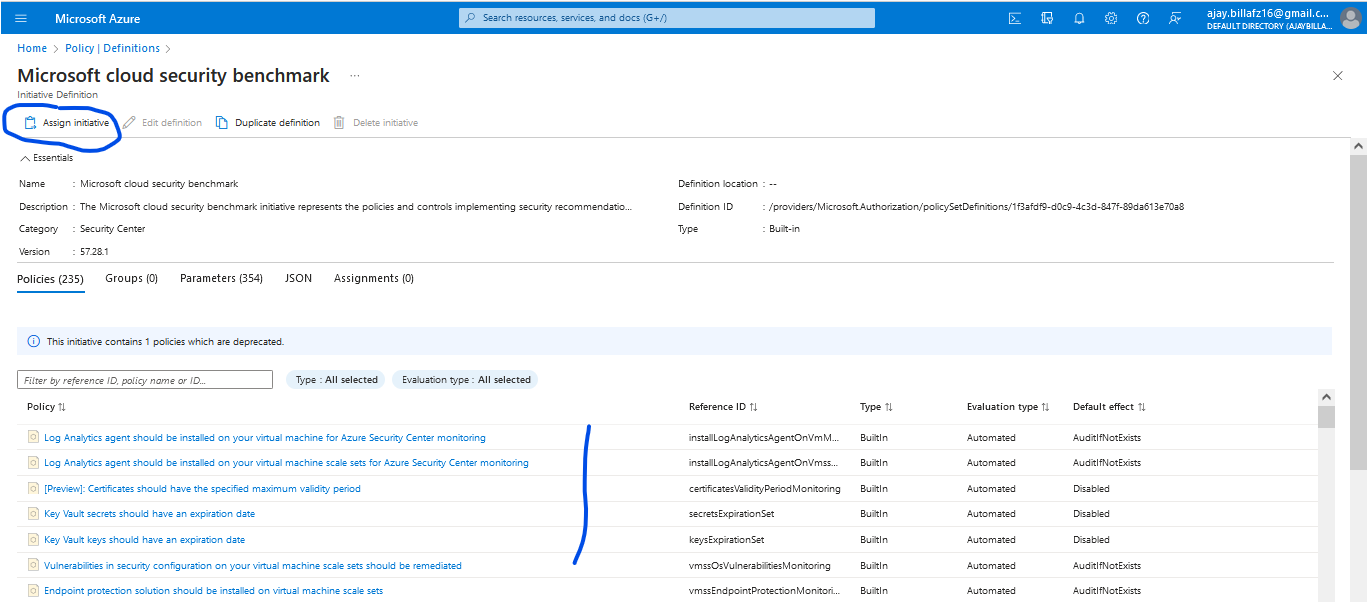 Microsoft Azure
Search resources, services, and docs (G+/)
ajay.billafz16@gmail.c...
DEFAULT DIRECTORY (AJAYBILLA...
Home > Policy | Definitions >
Microsoft cloud security benchmark ...
Initiative Definition
Assign initiative Edit definition Duplicate definition Delete initiative
Essentials
Name : Microsoft cloud security benchmark Definition location : --
Description : The Microsoft cloud security benchmark initiative represents the policies and controls implementing security recommendatio... Definition ID : /providers/Microsoft.Authorization/policySetDefinitions/1f3afdf9-d0c9-4c3d-847f-89da613e70a8
Category : Security Center Type : Built-in
Version : 57.28.1
Policies (235) Groups (0) Parameters (354) JSON Assignments (0)
This initiative contains 1 policies which are deprecated.
Filter by reference ID, policy name or ID... Type : All selected Evaluation type : All selected
Policy ↑↓ Reference ID ↑↓ Type ↑↓ Evaluation type ↑↓ Default effect ↑↓
Log Analytics agent should be installed on your virtual machine for Azure Security Center monitoring installLogAnalyticsAgentOnVmM... BuiltIn Automated AuditIfNotExists
Log Analytics agent should be installed on your virtual machine scale sets for Azure Security Center monitoring installLogAnalyticsAgentOnVmss... BuiltIn Automated AuditIfNotExists
[Preview]: Certificates should have the specified maximum validity period certificatesValidityPeriodMonitoring BuiltIn Automated Disabled
Key Vault secrets should have an expiration date secretsExpirationSet BuiltIn Automated Disabled
Key Vault keys should have an expiration date keysExpirationSet BuiltIn Automated Disabled
Vulnerabilities in security configuration on your virtual machine scale sets should be remediated vmssOsVulnerabilitiesMonitoring BuiltIn Automated AuditIfNotExists
Endpoint protection solution should be installed on virtual machine scale sets vmssEndpointProtectionMonitori... BuiltIn Automated AuditIfNotExists